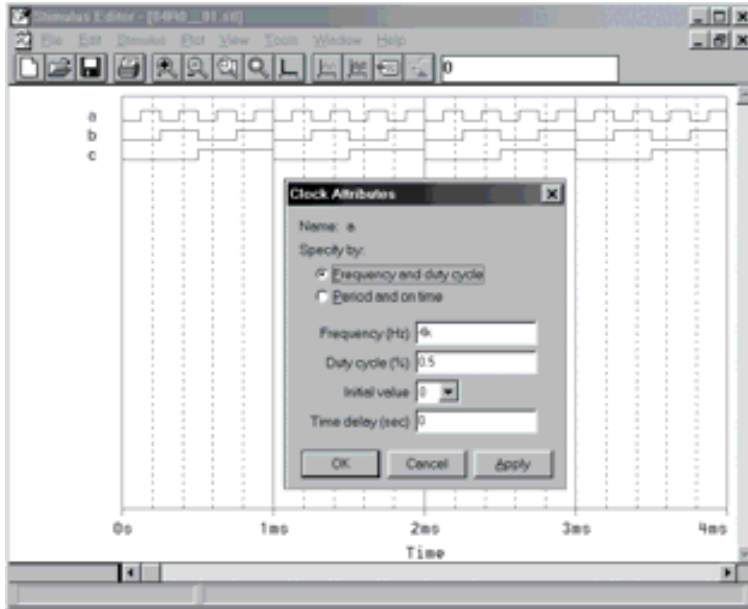 Stimulus Editor
File Edit Stimulus Plot View Tools Window Help
0
a
b
c
Clock Attributes
Name: a
Specify by:
Frequency and duty cycle
Period and on time
Frequency (Hz) 4k
Duty cycle (%) 0.5
Initial value 0
Time delay (sec) 0
OK Cancel Apply
0s 1ms 2ms 3ms 4ms
Time